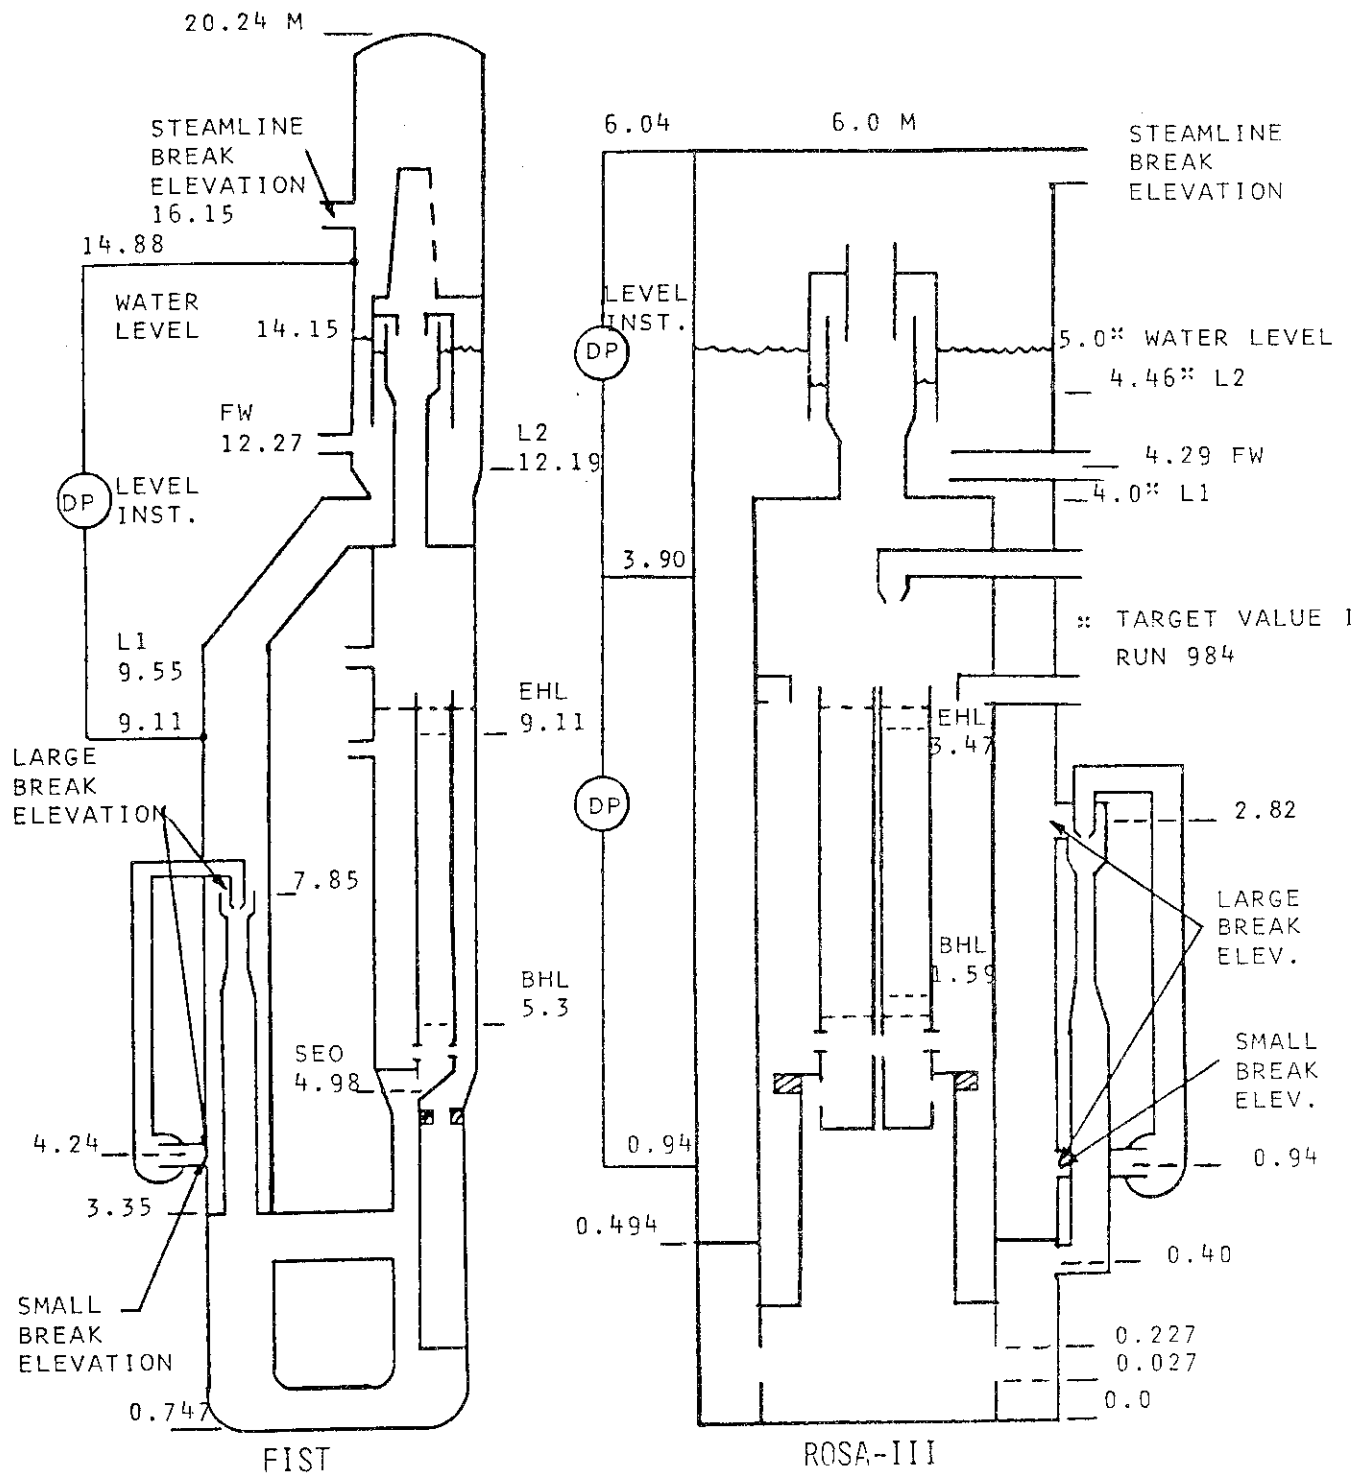 20.24 M
STEAMLINE
BREAK
ELEVATION
16.15
14.88
WATER
LEVEL
14.15
FW
12.27
L2
12.19
DP
LEVEL
INST.
L1
9.55
9.11
EHL
9.11
LARGE
BREAK
ELEVATION
7.85
BHL
5.3
SEO
4.98
4.24
3.35
SMALL
BREAK
ELEVATION
0.747
FIST
6.04
6.0 M
STEAMLINE
BREAK
ELEVATION
LEVEL
INST.
DP
5.0※ WATER LEVEL
4.46※ L2
4.29 FW
4.0※ L1
3.90
※ TARGET VALUE I
RUN 984
EHL
3.47
DP
2.82
LARGE
BREAK
ELEV.
BHL
1.59
SMALL
BREAK
ELEV.
0.94
0.94
0.494
0.40
0.227
0.027
0.0
ROSA-III